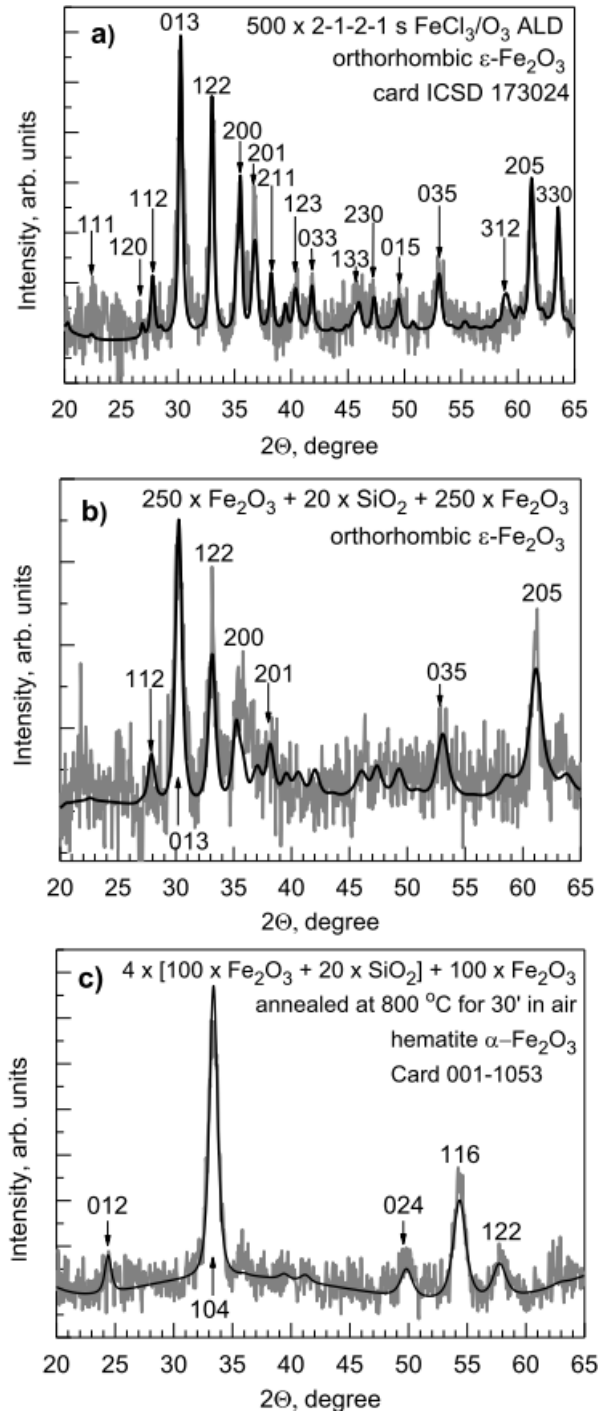 a) 500 x 2-1-2-1 s FeCl₃/O₃ ALD
orthorhombic ε-Fe₂O₃
card ICSD 173024
013
122
200
201
211
111
112
120
123
033
133
230
015
035
312
205
330
Intensity, arb. units
20 25 30 35 40 45 50 55 60 65
2Θ, degree
b) 250 x Fe₂O₃ + 20 x SiO₂ + 250 x Fe₂O₃
orthorhombic ε-Fe₂O₃
112
013
122
200
201
035
205
Intensity, arb. units
20 25 30 35 40 45 50 55 60 65
2Θ, degree
c) 4 x [100 x Fe₂O₃ + 20 x SiO₂] + 100 x Fe₂O₃
annealed at 800 °C for 30' in air
hematite α–Fe₂O₃
Card 001-1053
012
104
024
116
122
Intensity, arb. units
20 25 30 35 40 45 50 55 60 65
2Θ, degree